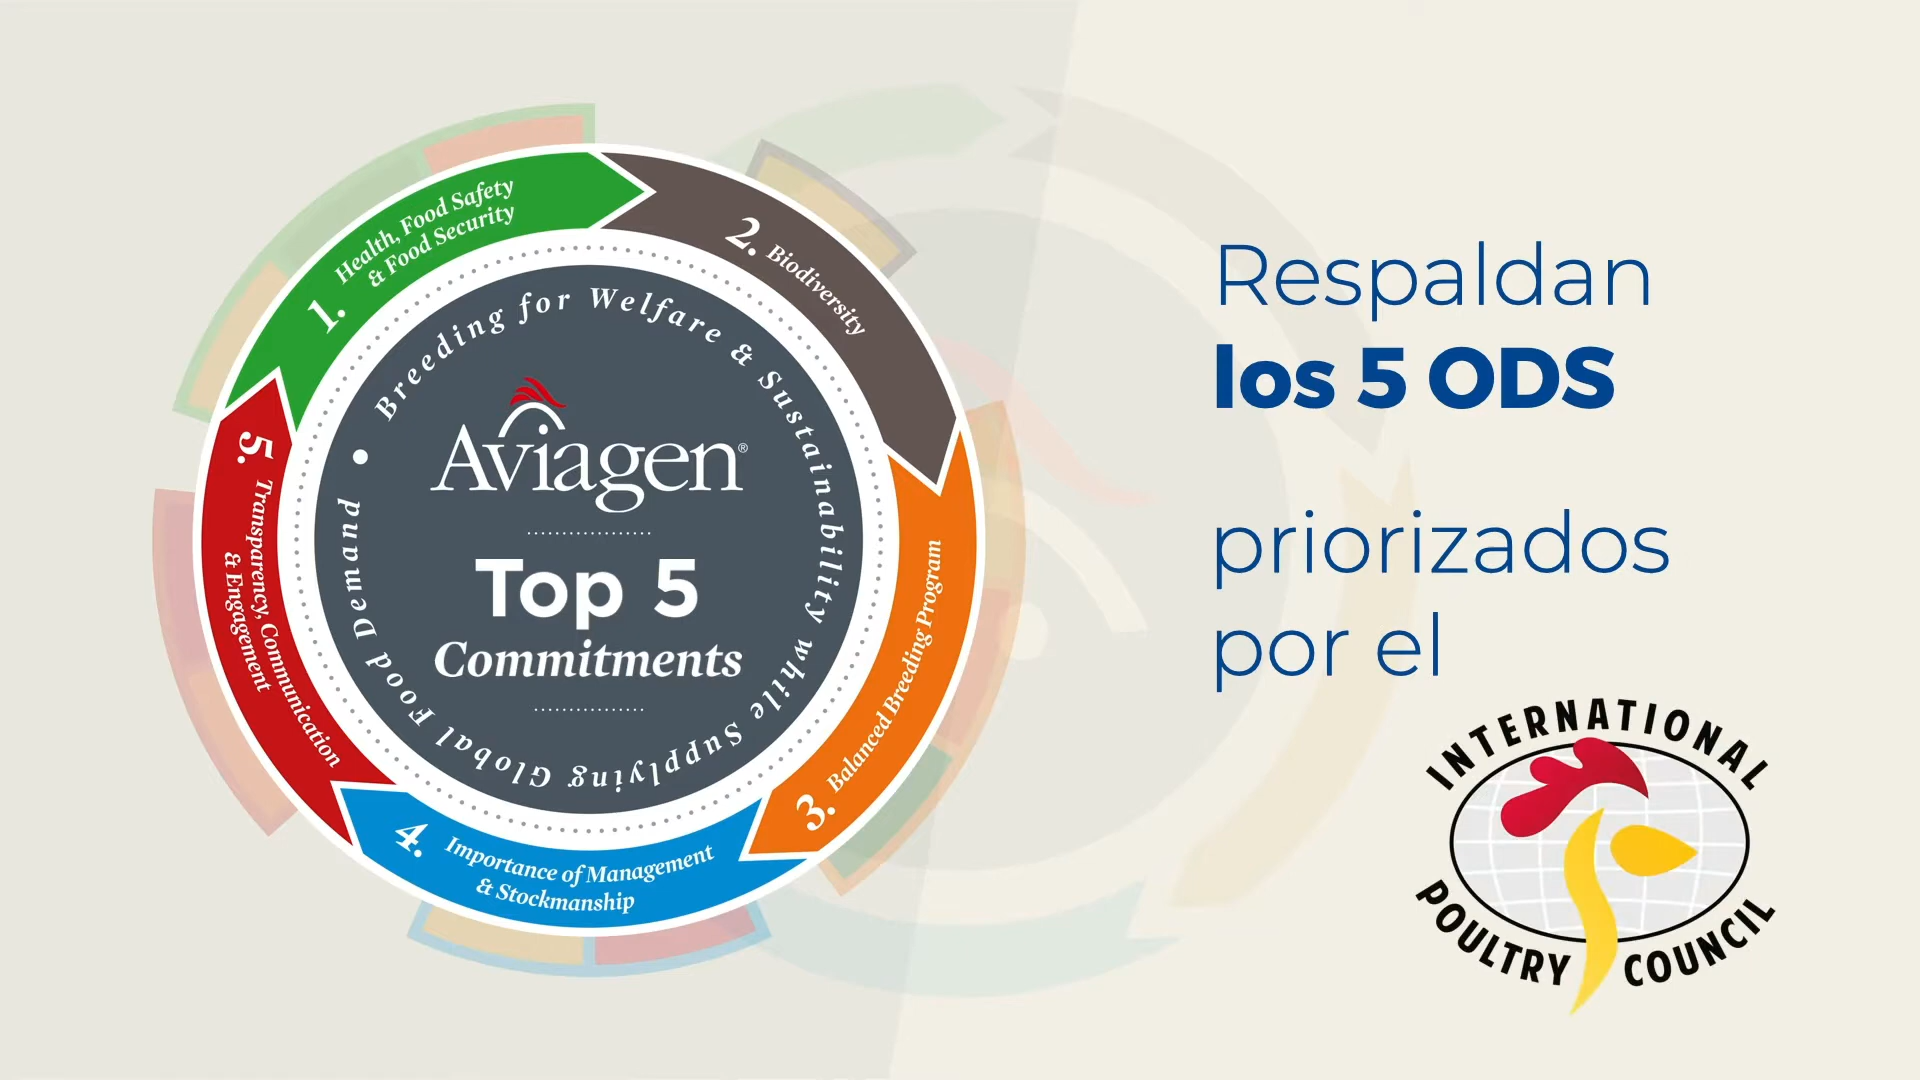 1. Health, Food Safety
& Food Security
2. Biodiversity
3. Balanced Breeding Program
4. Importance of Management
& Stockmanship
5. Transparency, Communication
& Engagement
Breeding for Welfare & Sustainability while Supplying Global Food Demand •
Aviagen®
Top 5
Commitments
Respaldan
los 5 ODS
priorizados
por el
INTERNATIONAL
POULTRY COUNCIL